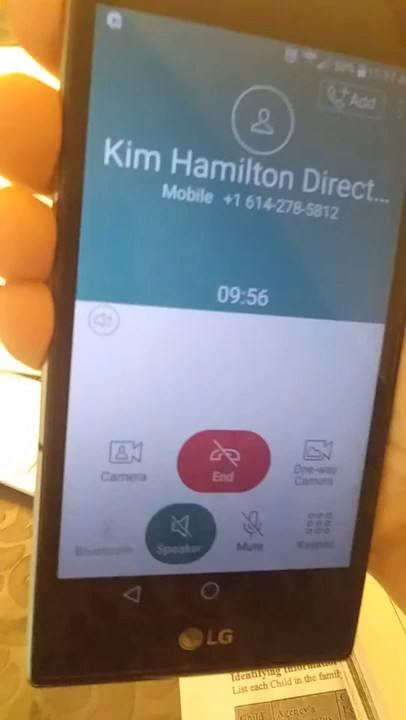 Add
Kim Hamilton Direct...
Mobile +1 614-278-5812
09:56
Camera
End
One-way
Camera
Bluetooth
Speaker
Mute
Keypad
LG
Identifying Information
List each Child in the family
Child
Agency's